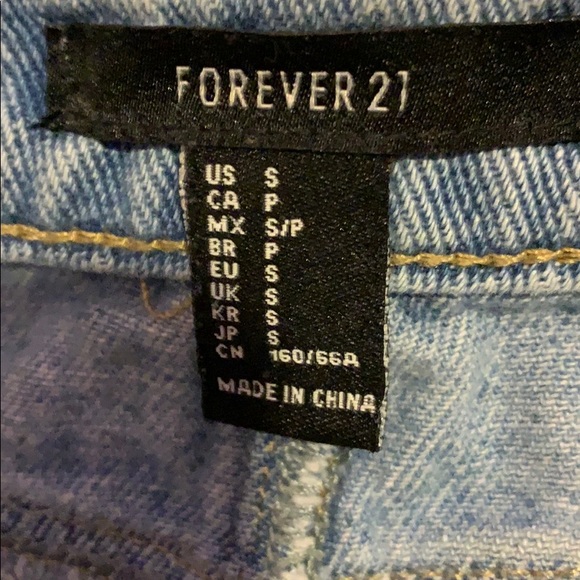 FOREVER 21
US S
CA P
MX S/P
BR P
EU S
UK S
KR S
JP S
CN 160/66A
MADE IN CHINA